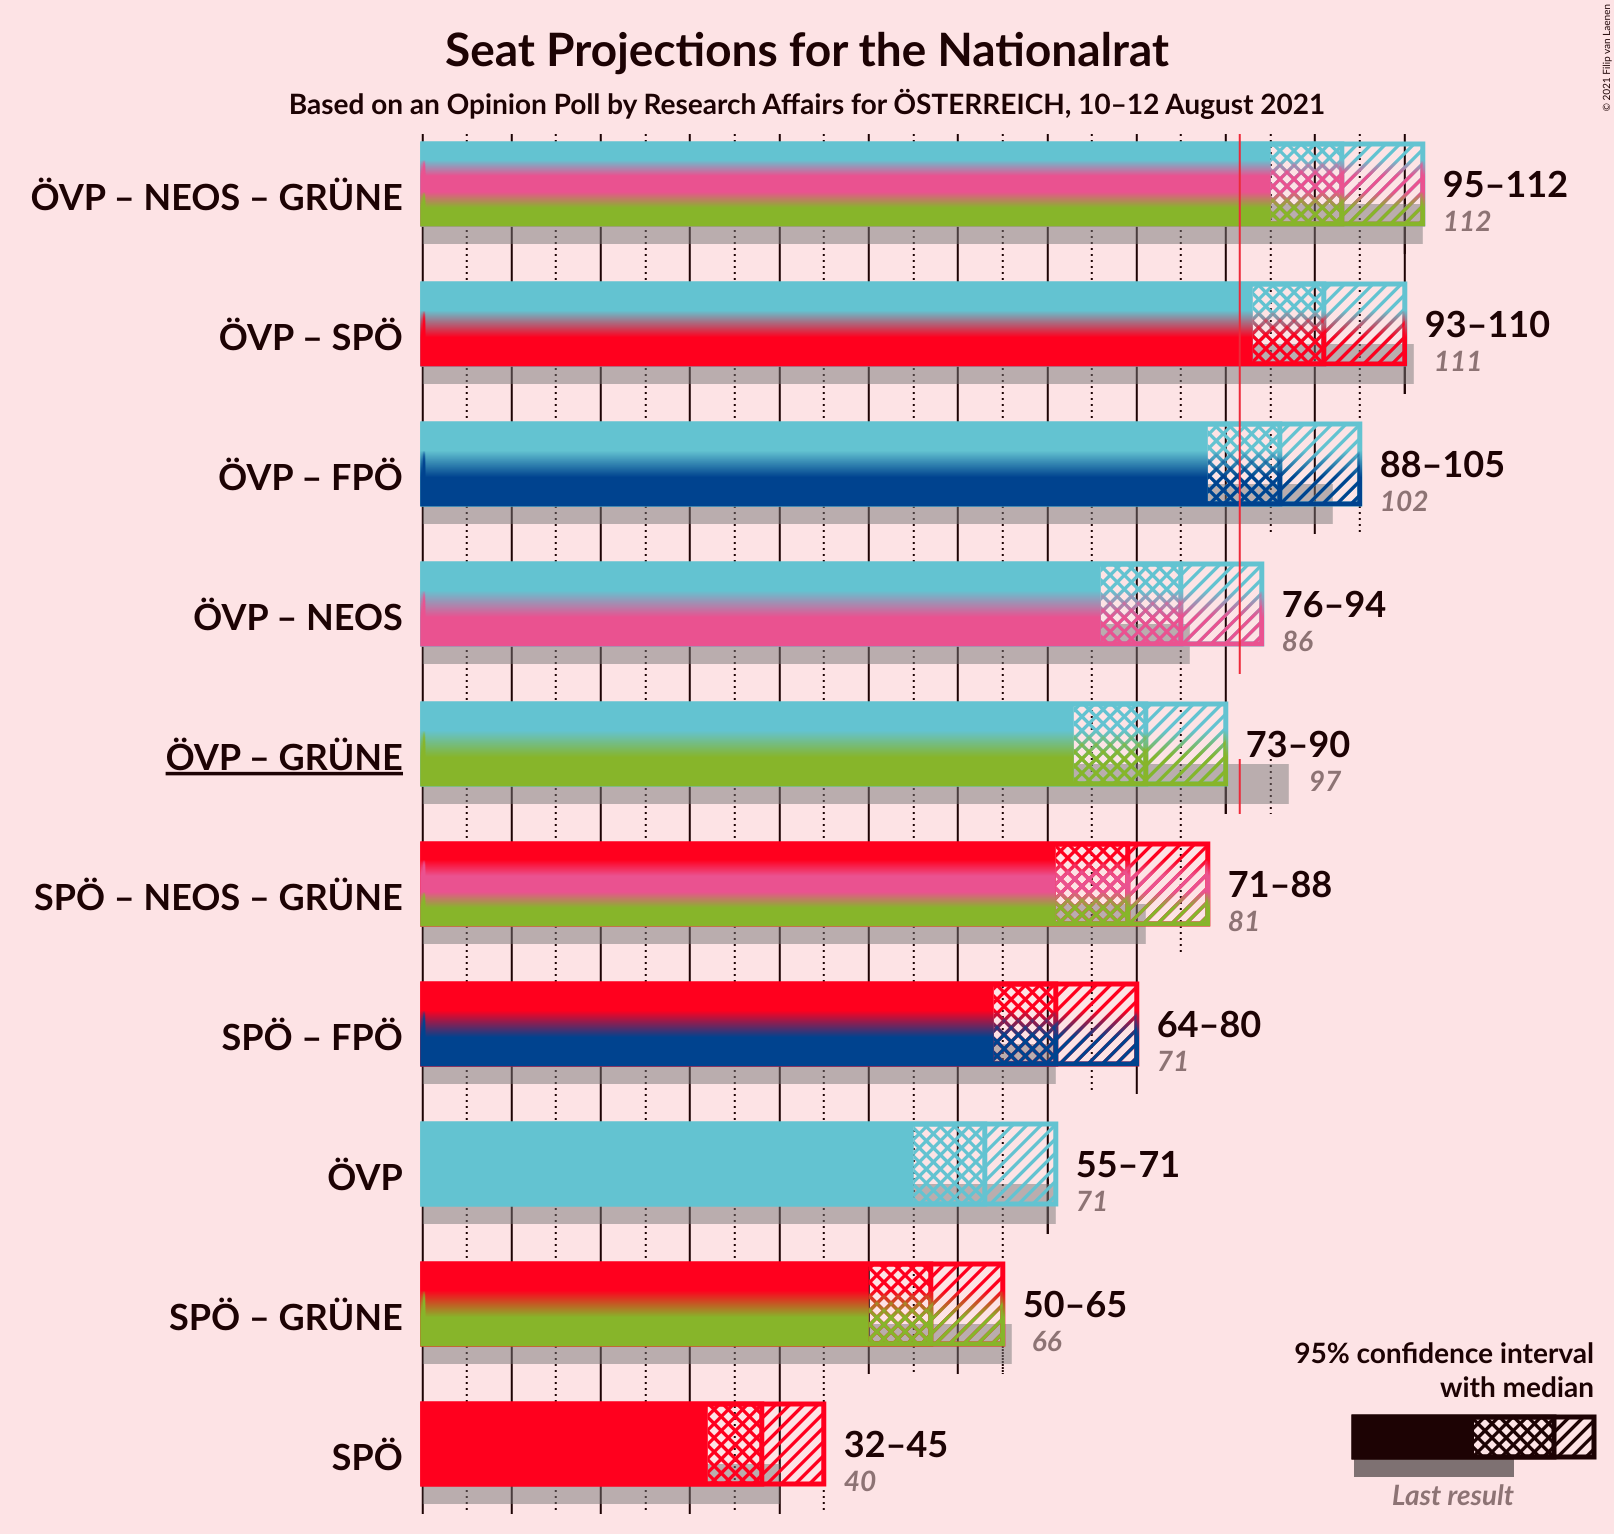 Seat Projections for the Nationalrat
Based on an Opinion Poll by Research Affairs for ÖSTERREICH, 10–12 August 2021
© 2021 Filip van Laenen
ÖVP – NEOS – GRÜNE
95–112
112
ÖVP – SPÖ
93–110
111
ÖVP – FPÖ
88–105
102
ÖVP – NEOS
76–94
86
ÖVP – GRÜNE
73–90
97
SPÖ – NEOS – GRÜNE
71–88
81
SPÖ – FPÖ
64–80
71
ÖVP
55–71
71
SPÖ – GRÜNE
50–65
66
SPÖ
32–45
40
95% confidence interval
with median
Last result